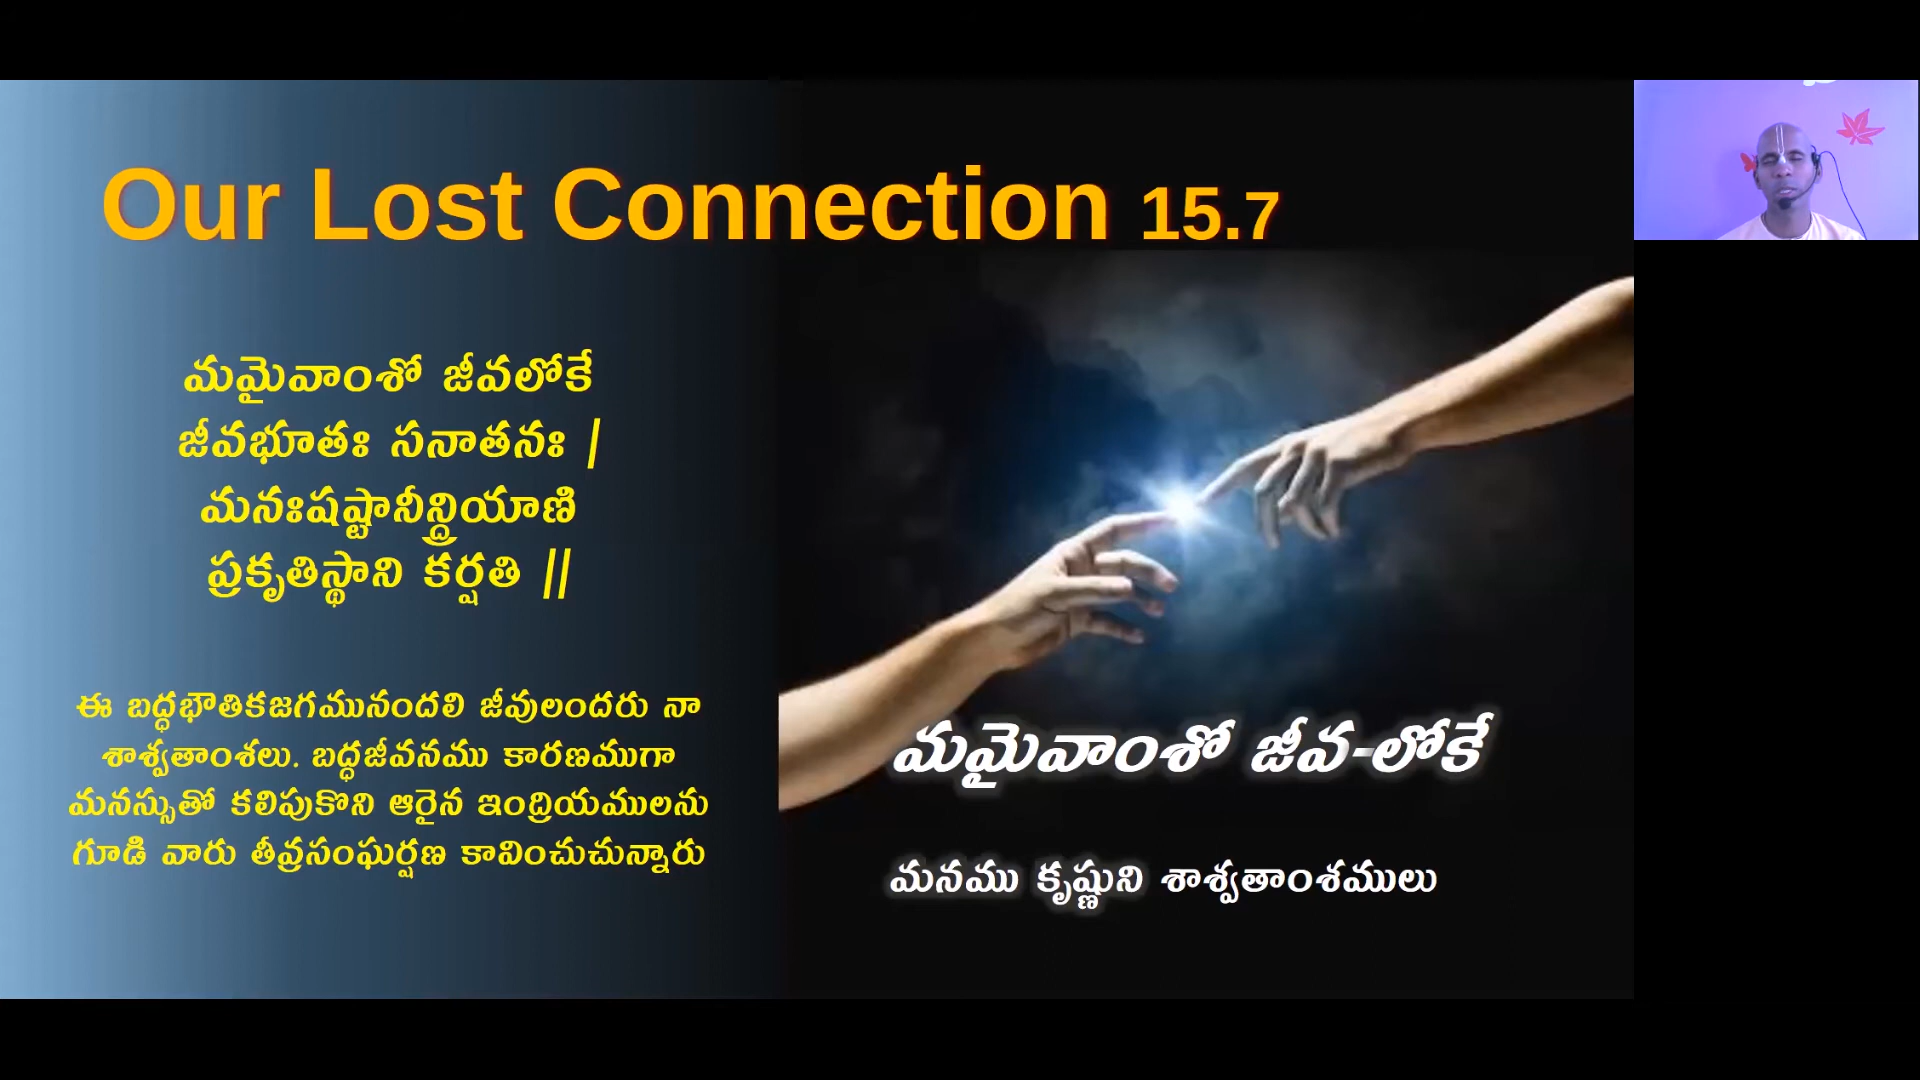 Our Lost Connection 15.7
మమైవాంశో జీవలోకే
జీవభూతః సనాతనః |
మనఃషష్టానీన్ద్రియాణి
ప్రకృతిస్థాని కర్షతి ||
ఈ బద్ధభౌతికజగమునందలి జీవులందరు నా
శాశ్వతాంశలు. బద్ధజీవనము కారణముగా
మనస్సుతో కలిపుకొని ఆరైన ఇంద్రియములను
గూడి వారు తీవ్రసంఘర్షణ కావించుచున్నారు
మమైవాంశో జీవ-లోకే
మనము కృష్ణుని శాశ్వతాంశములు